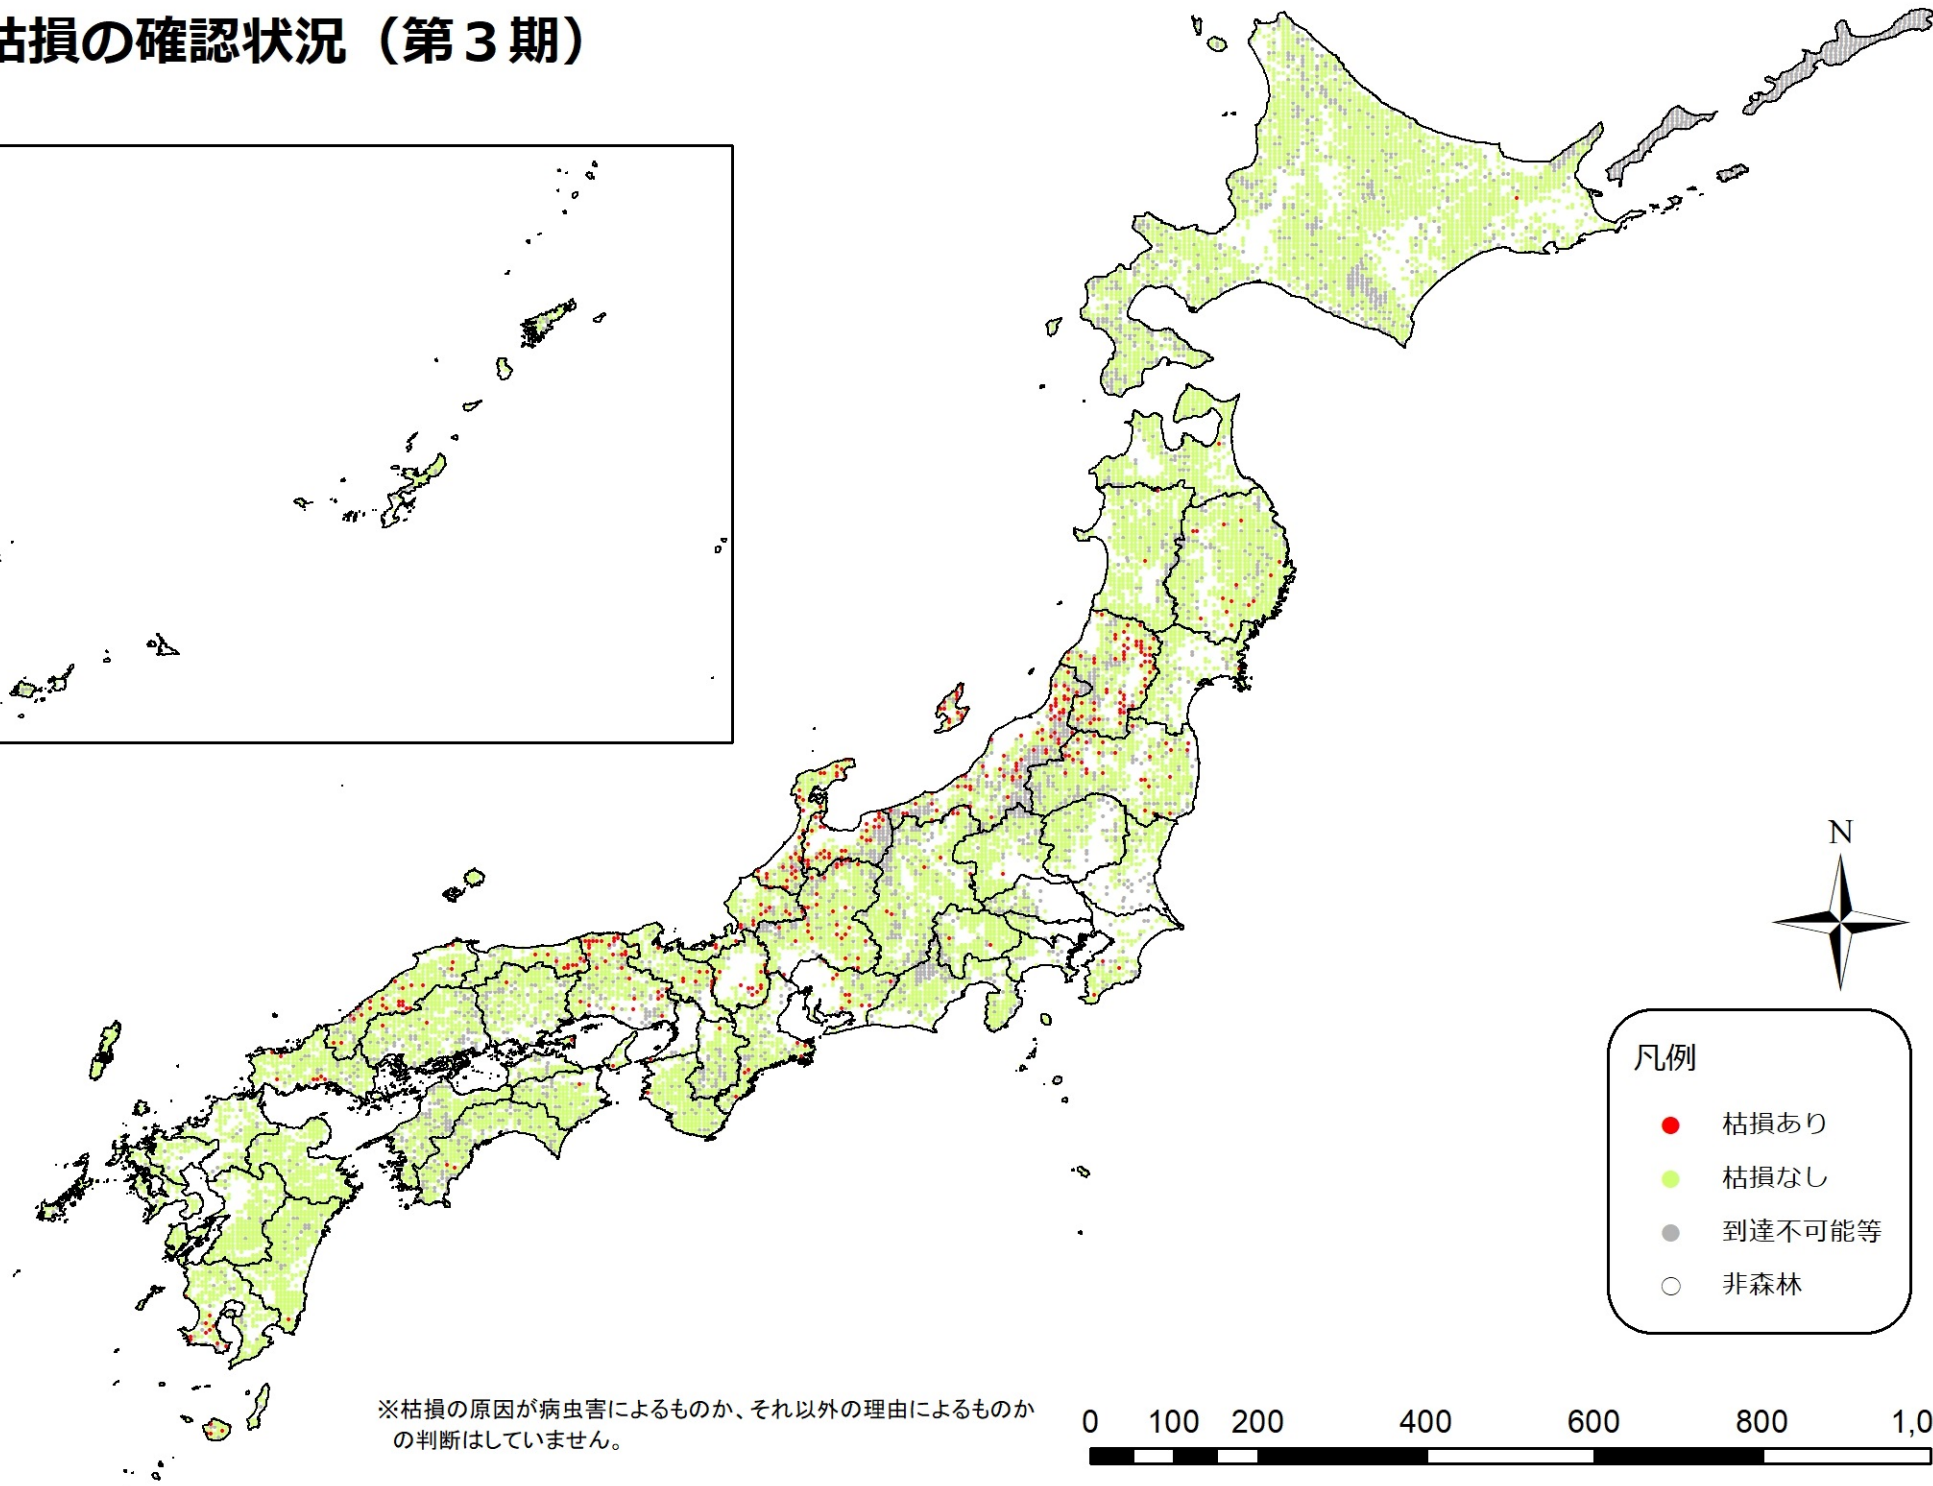 枯損の確認状況（第３期）
N
凡例
枯損あり
枯損なし
到達不可能等
非森林
※枯損の原因が病虫害によるものか、それ以外の理由によるものか
の判断はしていません。
0 100 200 400 600 800 1,0